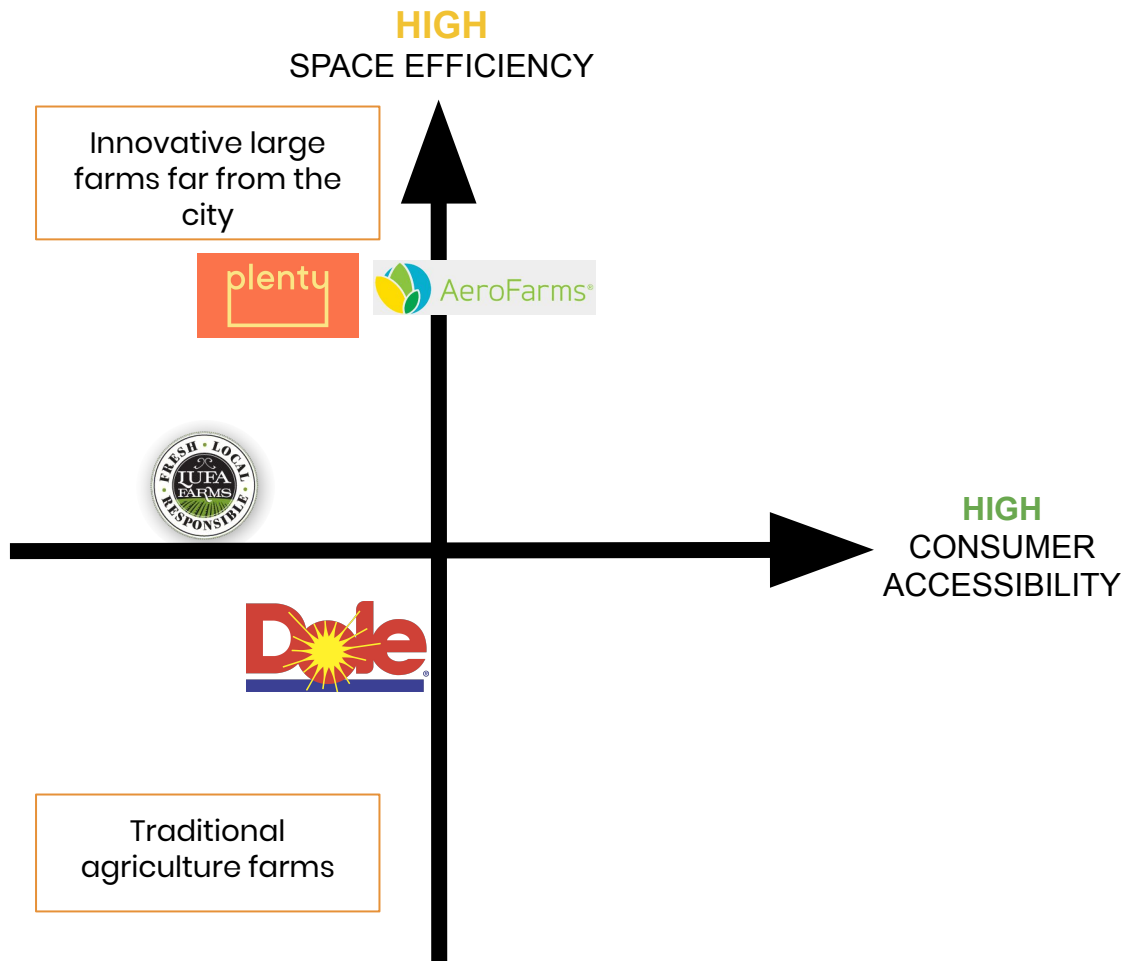 HIGH
SPACE EFFICIENCY
Innovative large
farms far from the
city
plenty
AeroFarms®
FRESH · LOCAL
LUFA
FARMS
RESPONSIBLE
HIGH
CONSUMER
ACCESSIBILITY
Dole®
Traditional
agriculture farms